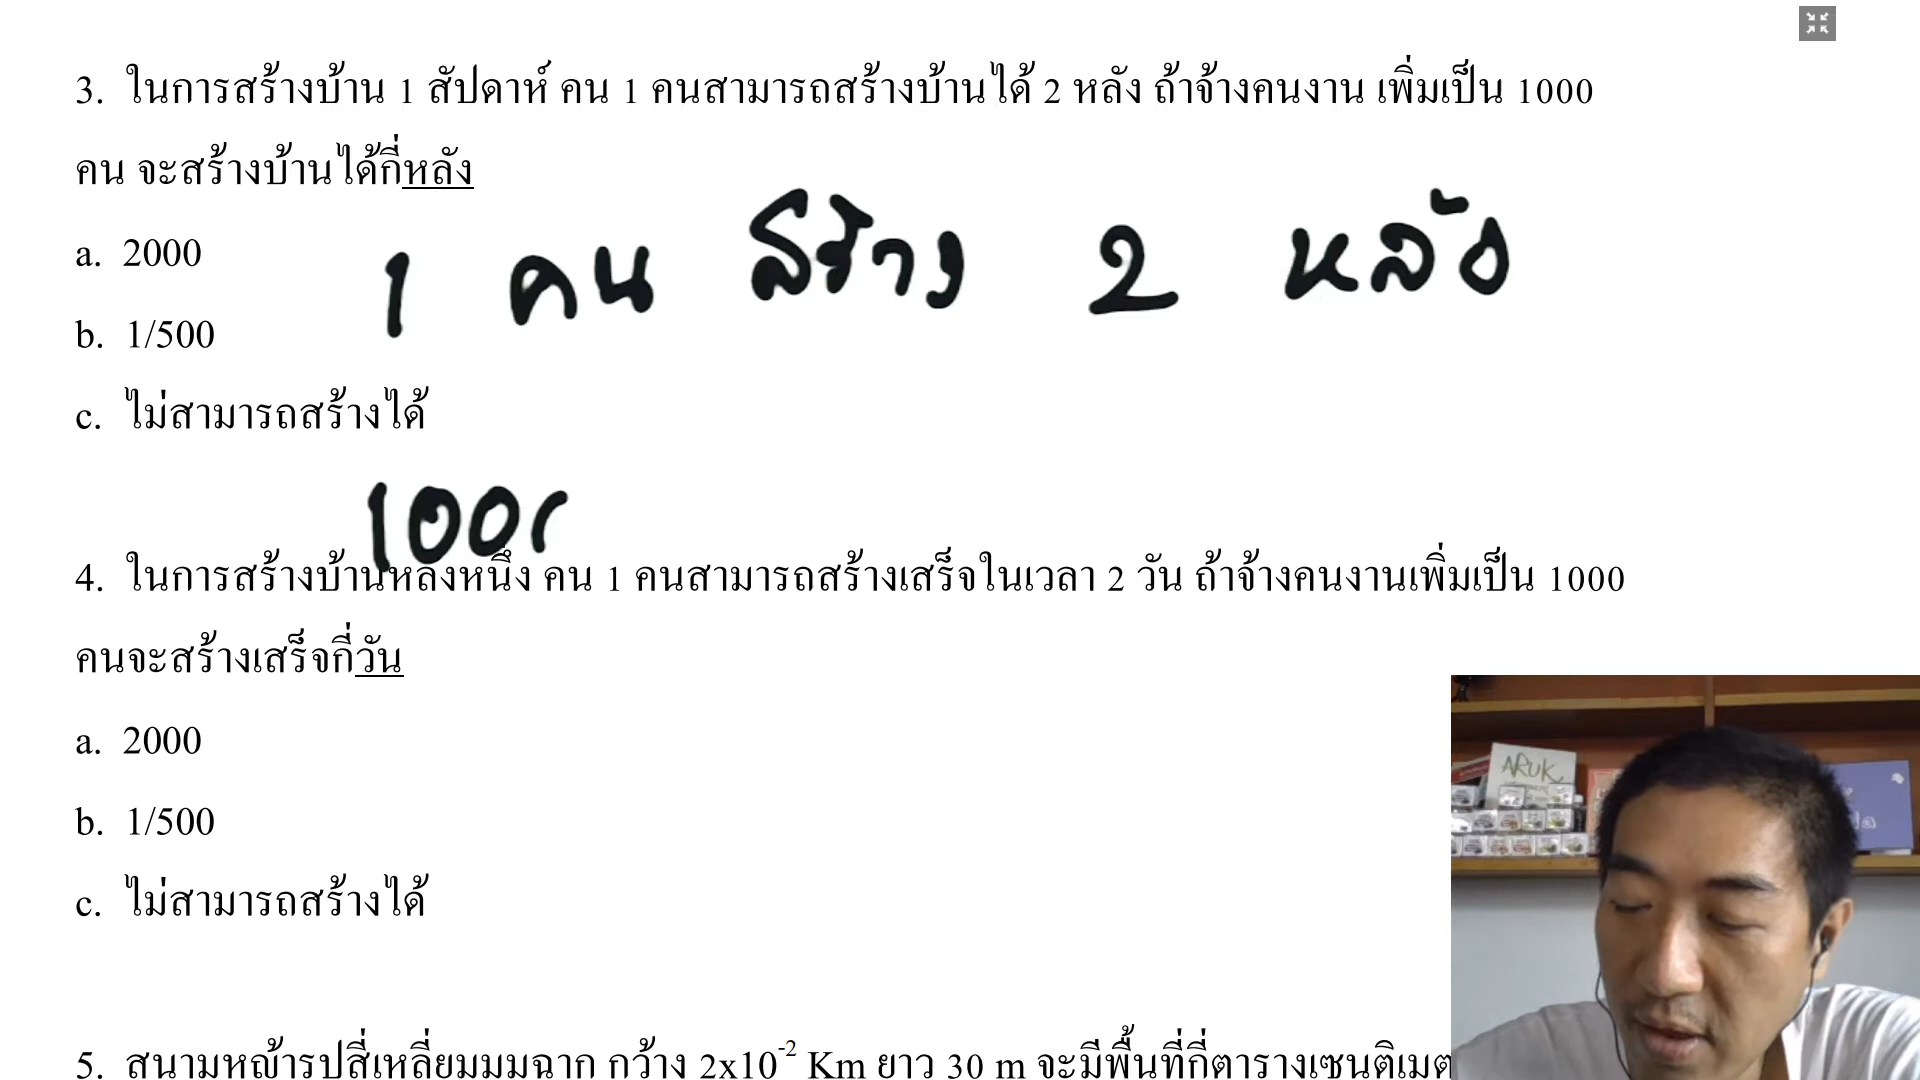 3. ในการสร้างบ้าน 1 สัปดาห์ คน 1 คนสามารถสร้างบ้านได้ 2 หลัง ถ้าจ้างคนงาน เพิ่มเป็น 1000
คน จะสร้างบ้านได้กี่หลัง
a. 2000
1 คน สร้าง 2 หลัง
b. 1/500
c. ไม่สามารถสร้างได้
100
4. ในการสร้างบ้านหลังหนึ่ง คน 1 คนสามารถสร้างเสร็จในเวลา 2 วัน ถ้าจ้างคนงานเพิ่มเป็น 1000
คนจะสร้างเสร็จกี่วัน
a. 2000
b. 1/500
c. ไม่สามารถสร้างได้
ARUK
5. สนามหญ้ารูปสี่เหลี่ยมมุมฉาก กว้าง 2x10⁻² Km ยาว 30 m จะมีพื้นที่กี่ตารางเซนติเมต